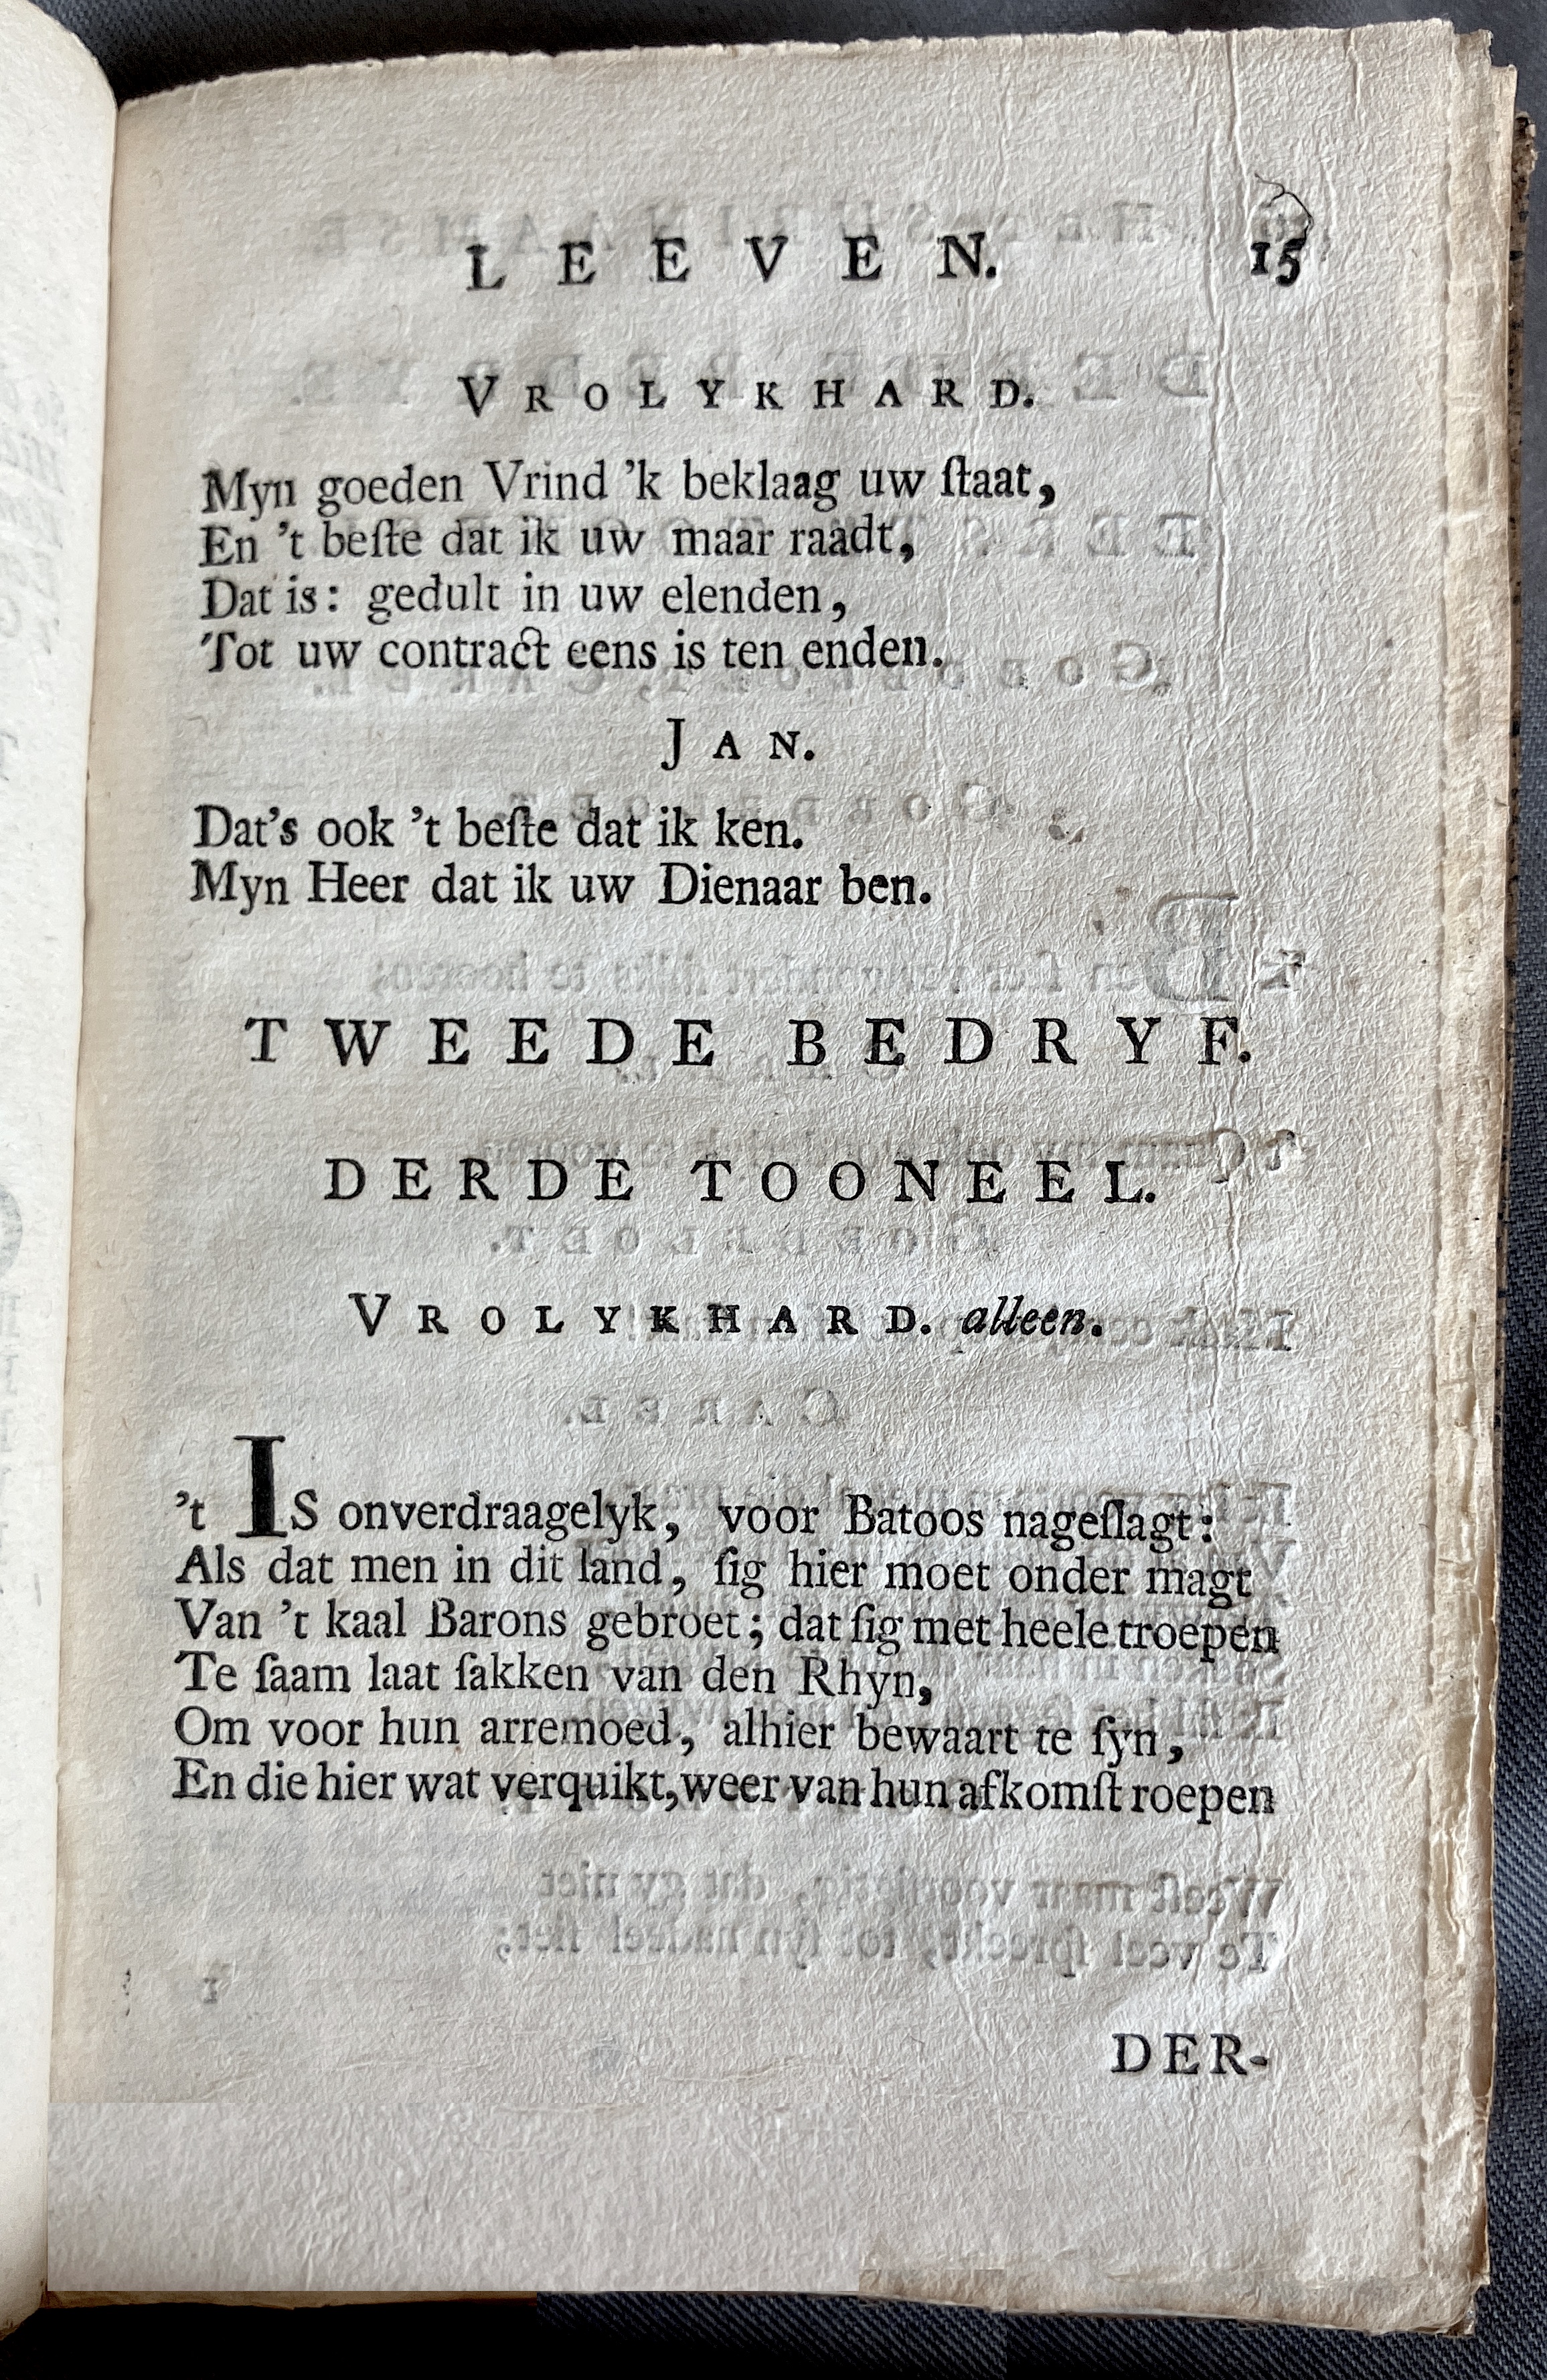 LEEVEN. 15
VROLYKHARD.
Myn goeden Vrind 'k beklaag uw ſtaat,
En 't beſte dat ik uw maar raadt,
Dat is: gedult in uw elenden,
Tot uw contract eens is ten enden.
JAN.
Dat's ook 't beſte dat ik ken.
Myn Heer dat ik uw Dienaar ben.
TWEEDE BEDRYF.
DERDE TOONEEL.
VROLYKHARD. alleen.
't IS onverdraagelyk, voor Batoos nageſlagt:
Als dat men in dit land, ſig hier moet onder magt
Van 't kaal Barons gebroet; dat ſig met heele troepen
Te ſaam laat ſakken van den Rhyn,
Om voor hun arremoed, alhier bewaart te ſyn,
En die hier wat verquikt, weer van hun afkomſt roepen
DER-